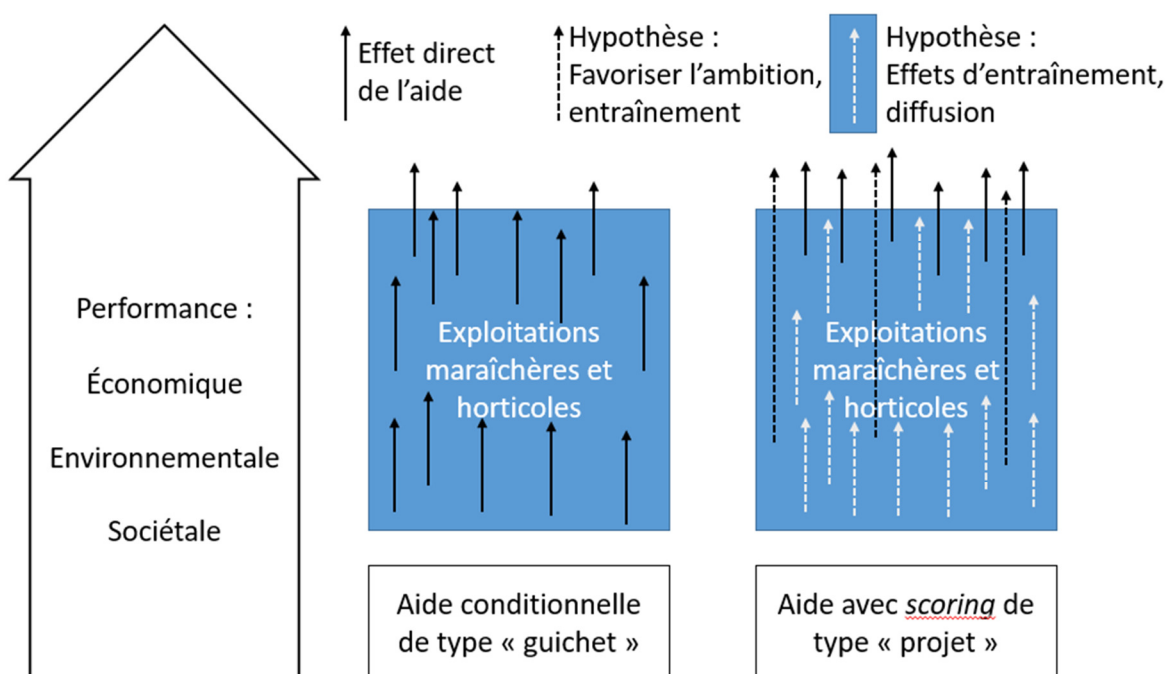 Effet direct
de l’aide
Hypothèse :
Favoriser l’ambition,
entraînement
Hypothèse :
Effets d’entraînement,
diffusion
Performance :
Économique
Environnementale
Sociétale
Exploitations
maraîchères et
horticoles
Exploitations
maraîchères et
horticoles
Aide conditionnelle
de type « guichet »
Aide avec scoring de
type « projet »